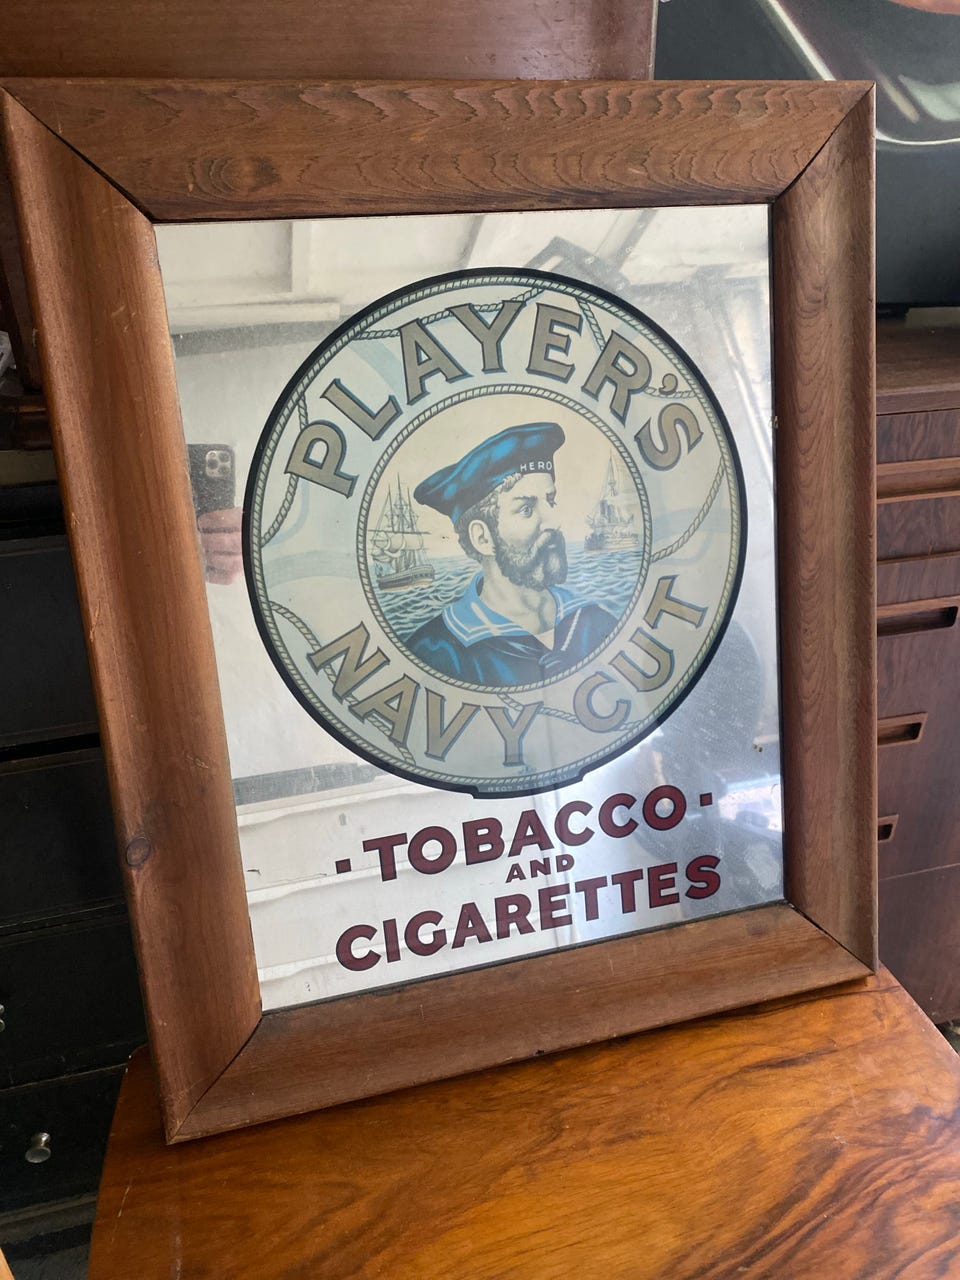 PLAYER'S
HERO
NAVY CUT
·TOBACCO·
AND
CIGARETTES